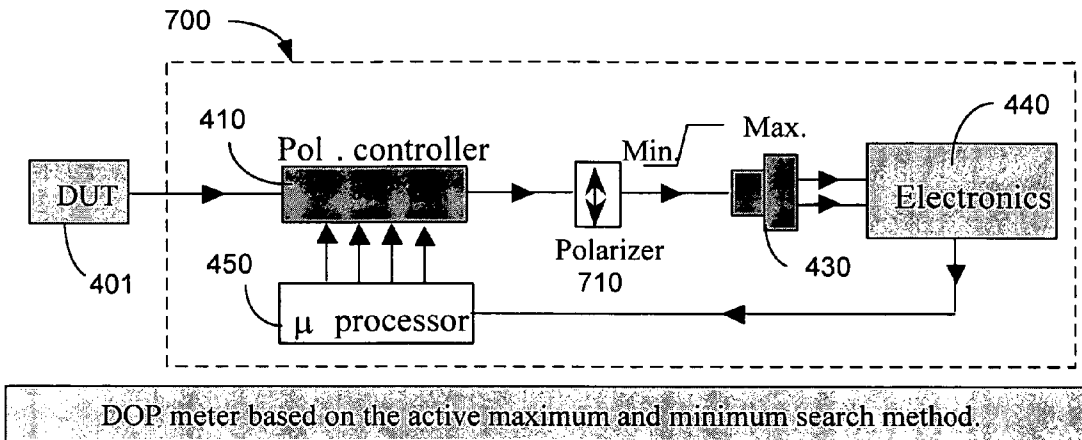 700
410
440
Pol . controller
Min.
Max.
DUT
Electronics
401
450
Polarizer
710
430
μ processor
DOP meter based on the active maximum and minimum search method.